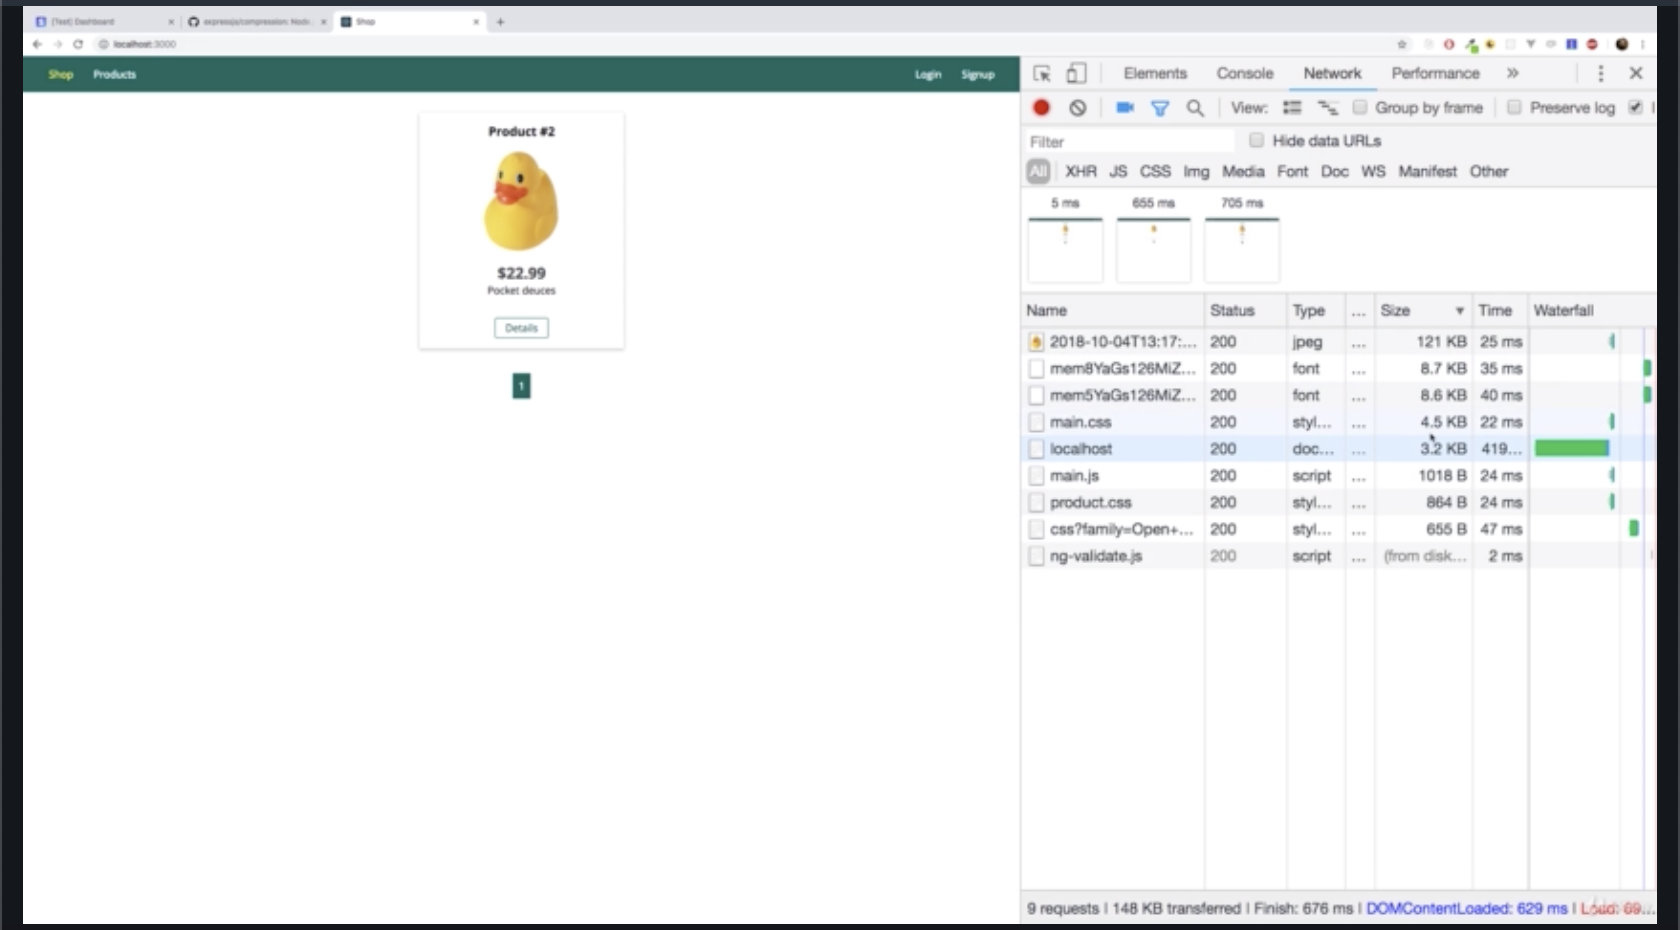 [Test] Dashboard
expressjs/compression: Node.
Shop
localhost:3000
Shop Products Login Signup
Product #2
$22.99
Pocket deuces
Details
1
Elements Console Network Performance
View: Group by frame Preserve log
Filter Hide data URLs
All XHR JS CSS Img Media Font Doc WS Manifest Other
5 ms 655 ms 705 ms
Name Status Type ... Size Time Waterfall
2018-10-04T13:17:... 200 jpeg ... 121 KB 25 ms
mem8YaGs126MiZ... 200 font ... 8.7 KB 35 ms
mem5YaGs126MiZ... 200 font ... 8.6 KB 40 ms
main.css 200 styl... ... 4.5 KB 22 ms
localhost 200 doc... ... 3.2 KB 419...
main.js 200 script ... 1018 B 24 ms
product.css 200 styl... ... 864 B 24 ms
css?family=Open+... 200 styl... ... 655 B 47 ms
ng-validate.js 200 script ... (from disk... 2 ms
9 requests | 148 KB transferred | Finish: 676 ms | DOMContentLoaded: 629 ms | Load: 69...